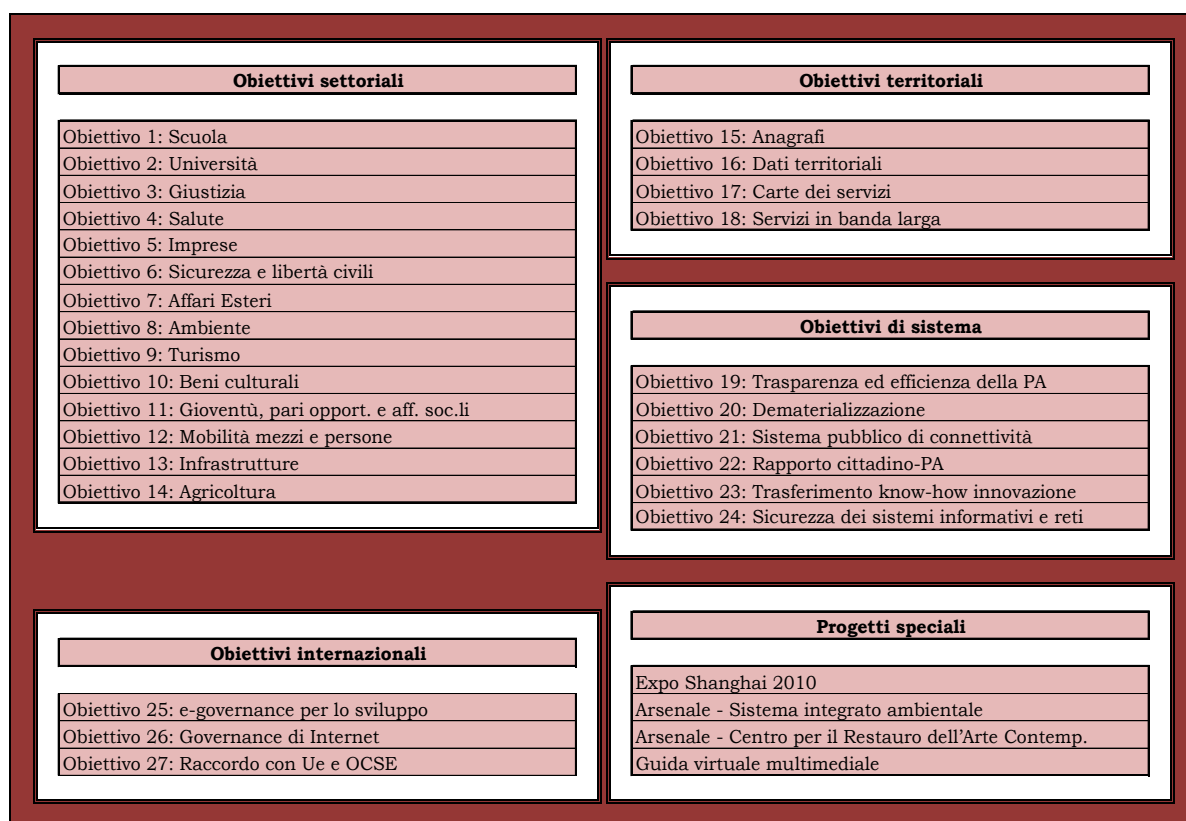 Obiettivi settoriali
Obiettivo 1: Scuola
Obiettivo 2: Università
Obiettivo 3: Giustizia
Obiettivo 4: Salute
Obiettivo 5: Imprese
Obiettivo 6: Sicurezza e libertà civili
Obiettivo 7: Affari Esteri
Obiettivo 8: Ambiente
Obiettivo 9: Turismo
Obiettivo 10: Beni culturali
Obiettivo 11: Gioventù, pari opport. e aff. soc.li
Obiettivo 12: Mobilità mezzi e persone
Obiettivo 13: Infrastrutture
Obiettivo 14: Agricoltura
Obiettivi territoriali
Obiettivo 15: Anagrafi
Obiettivo 16: Dati territoriali
Obiettivo 17: Carte dei servizi
Obiettivo 18: Servizi in banda larga
Obiettivi di sistema
Obiettivo 19: Trasparenza ed efficienza della PA
Obiettivo 20: Dematerializzazione
Obiettivo 21: Sistema pubblico di connettività
Obiettivo 22: Rapporto cittadino-PA
Obiettivo 23: Trasferimento know-how innovazione
Obiettivo 24: Sicurezza dei sistemi informativi e reti
Obiettivi internazionali
Obiettivo 25: e-governance per lo sviluppo
Obiettivo 26: Governance di Internet
Obiettivo 27: Raccordo con Ue e OCSE
Progetti speciali
Expo Shanghai 2010
Arsenale - Sistema integrato ambientale
Arsenale - Centro per il Restauro dell’Arte Contemp.
Guida virtuale multimediale